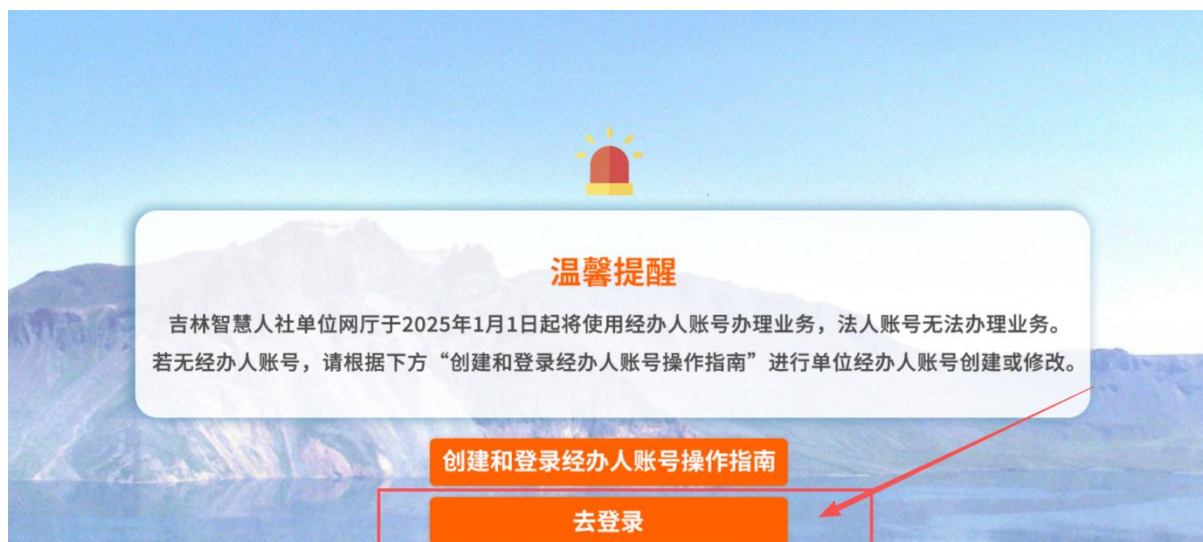 温馨提醒
吉林智慧人社单位网厅于2025年1月1日起将使用经办人账号办理业务，法人账号无法办理业务。
若无经办人账号，请根据下方“创建和登录经办人账号操作指南”进行单位经办人账号创建或修改。
创建和登录经办人账号操作指南
去登录